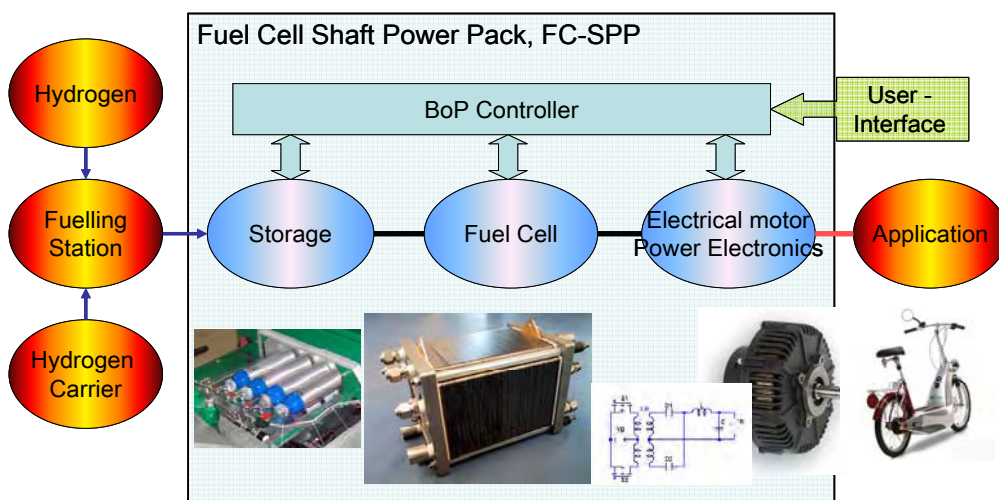 Fuel Cell Shaft Power Pack, FC-SPP
Hydrogen
BoP Controller
User -
Interface
Fuelling
Station
Storage
Fuel Cell
Electrical motor
Power Electronics
Application
Hydrogen
Carrier